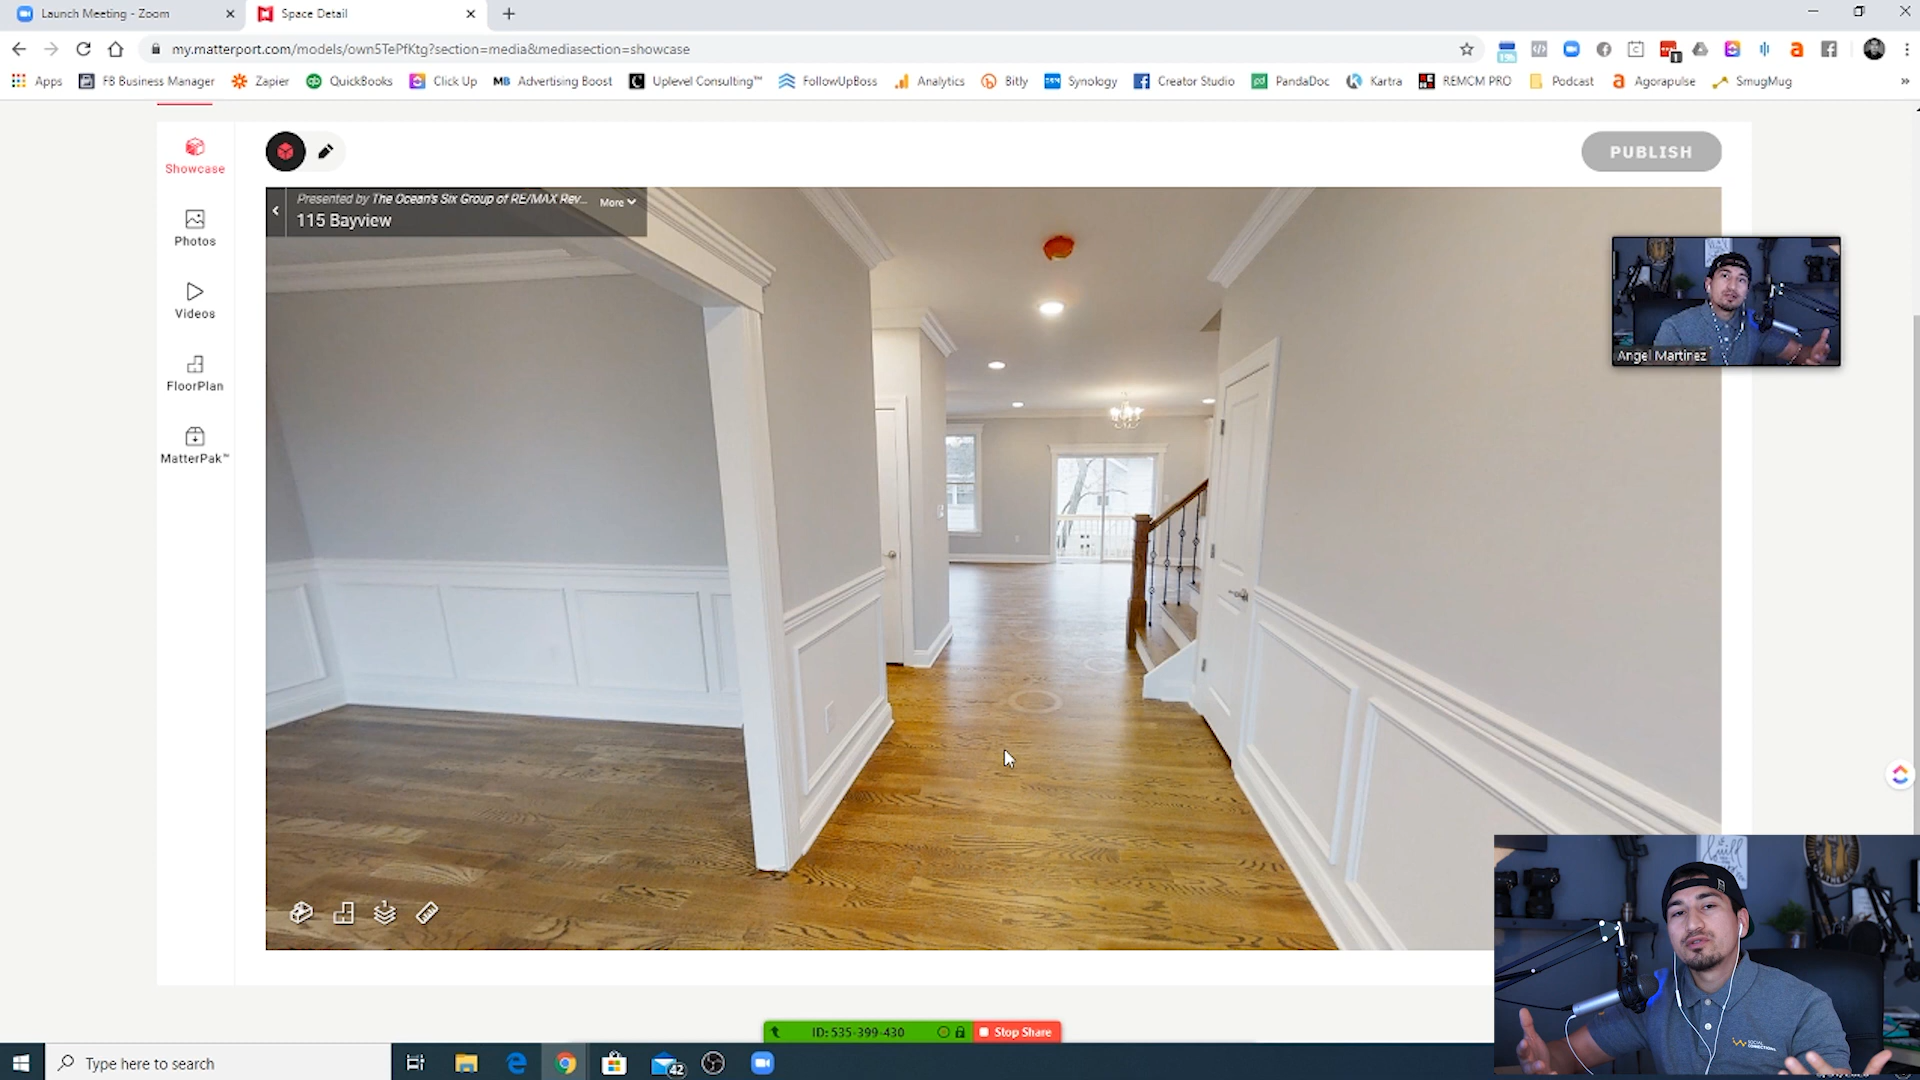 Launch Meeting - Zoom
Space Detail
my.matterport.com/models/own5TePfKtg?section=media&mediasection=showcase
Apps
FB Business Manager
Zapier
QuickBooks
Click Up
MB Advertising Boost
Uplevel Consulting™
FollowUpBoss
Analytics
Bitly
Synology
Creator Studio
PandaDoc
Kartra
REMCM PRO
Podcast
Agorapulse
SmugMug
Showcase
PUBLISH
Presented by The Ocean's Six Group of RE/MAX Rev...
More
115 Bayview
Photos
Videos
FloorPlan
MatterPak™
Angel Martinez
ID: 535-399-430
Stop Share
Type here to search
42